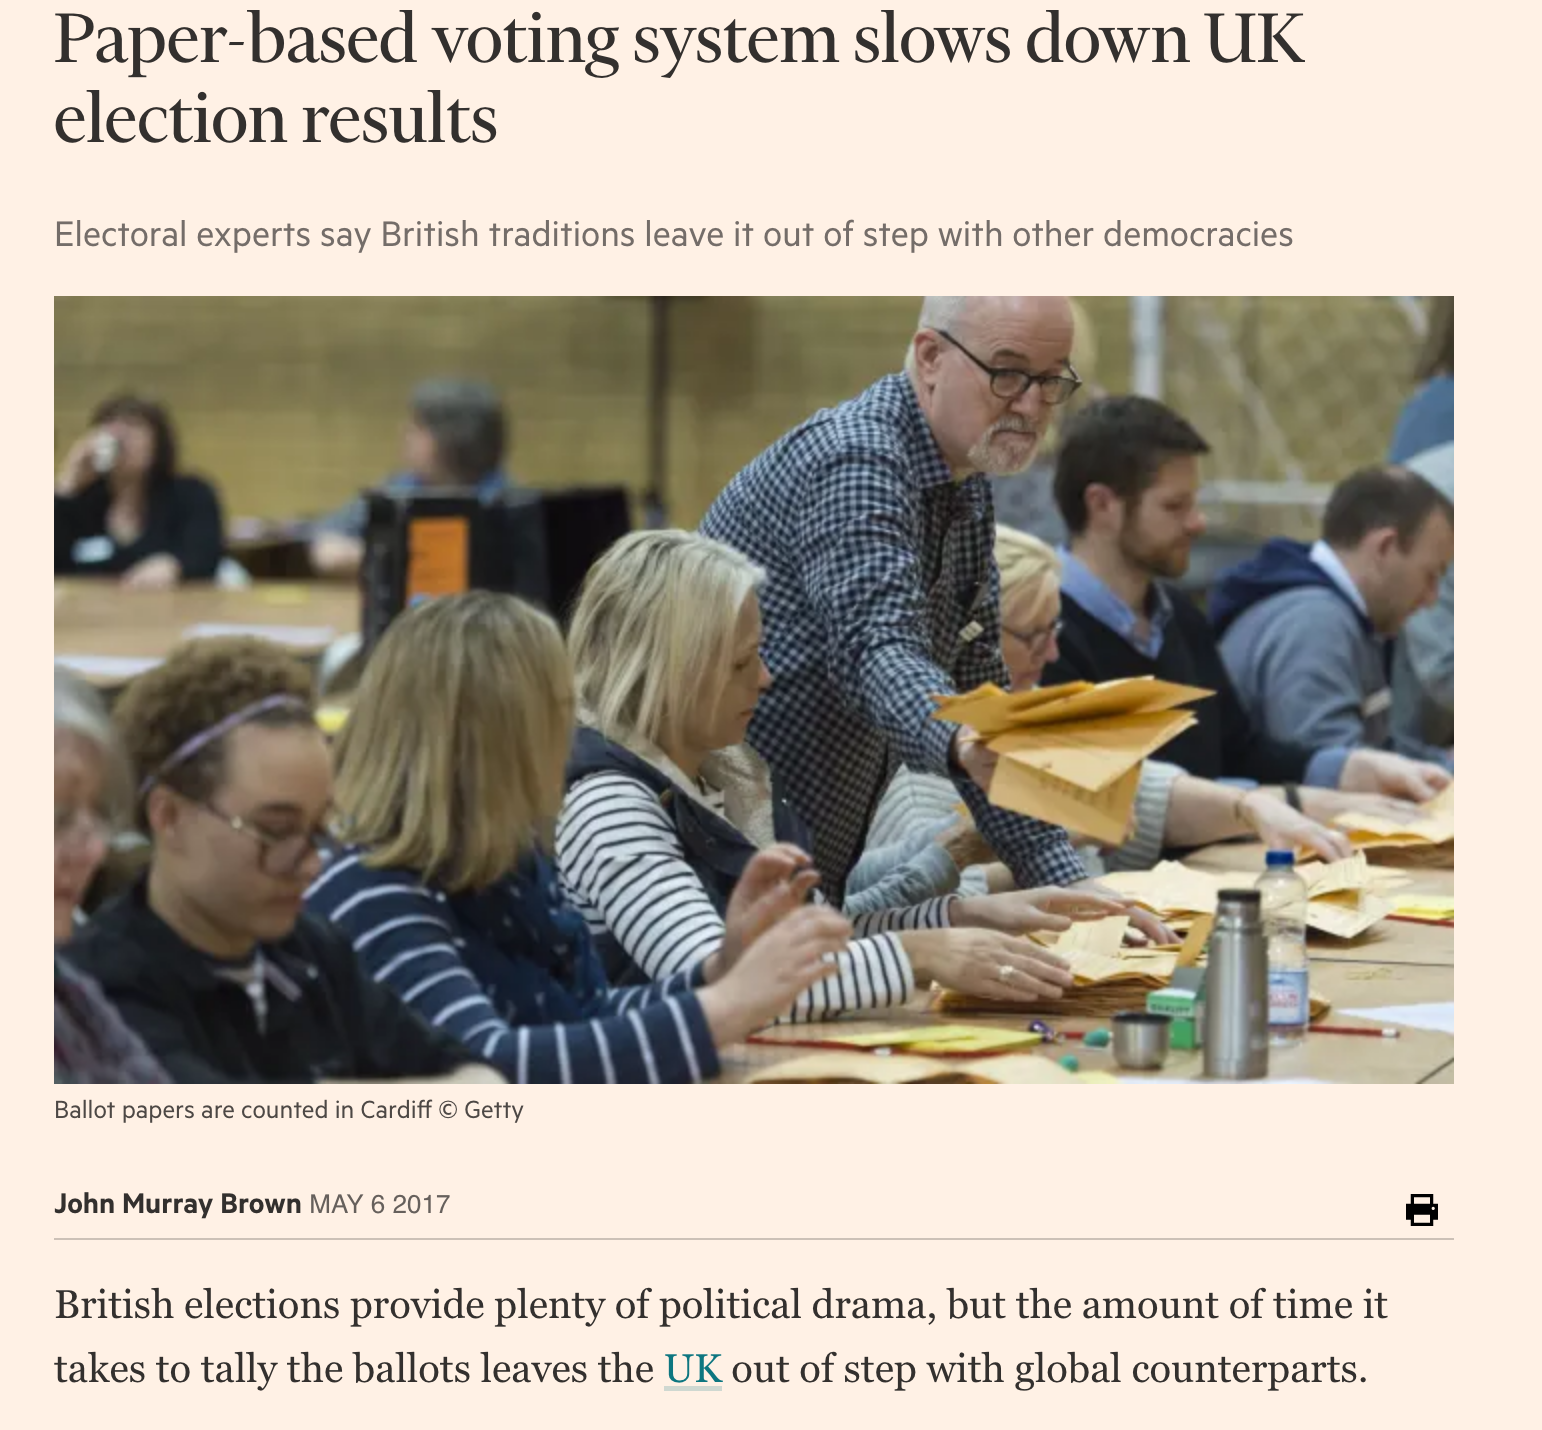 Paper-based voting system slows down UK
election results
Electoral experts say British traditions leave it out of step with other democracies
Ballot papers are counted in Cardiff © Getty
John Murray Brown MAY 6 2017
British elections provide plenty of political drama, but the amount of time it
takes to tally the ballots leaves the UK out of step with global counterparts.